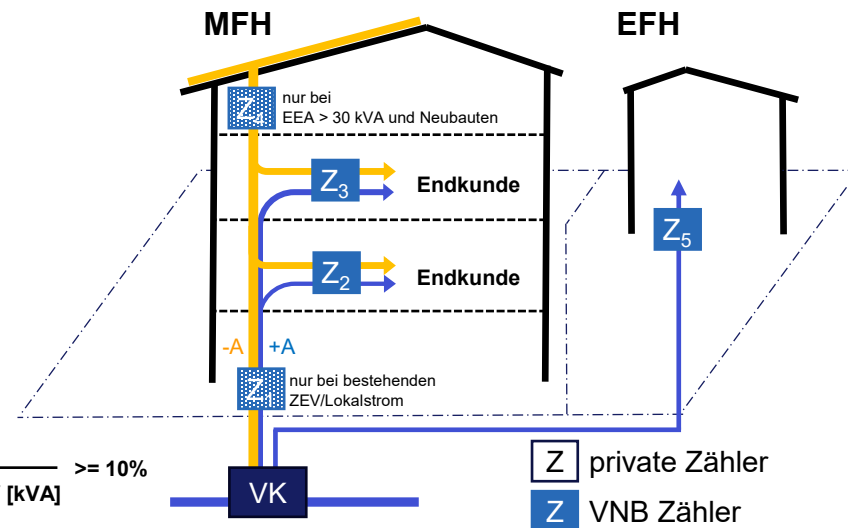 MFH
EFH
Z4
nur bei
EEA > 30 kVA und Neubauten
Z3
Endkunde
Z5
Z2
Endkunde
-A
+A
Z1
nur bei bestehenden
ZEV/Lokalstrom
>= 10%
[kVA]
VK
Z private Zähler
Z VNB Zähler